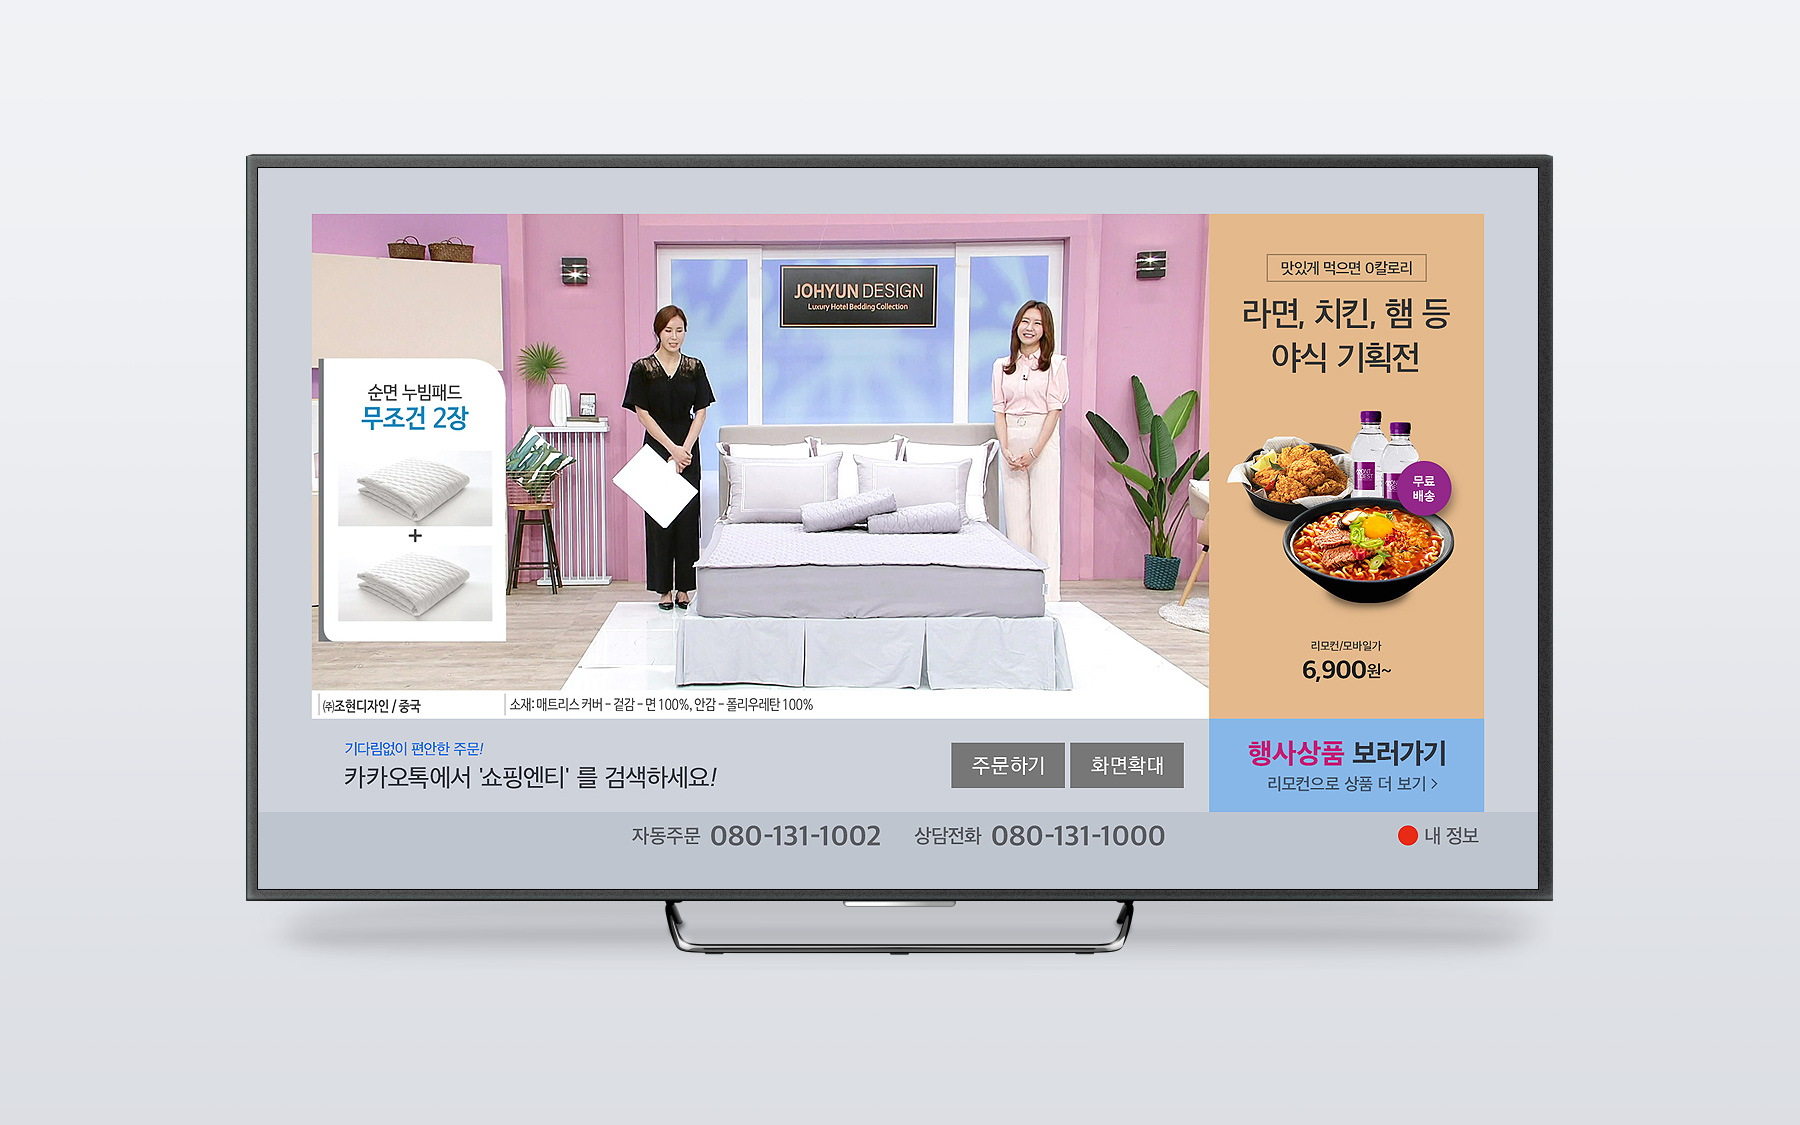 JOHYUN DESIGN
Luxury Hotel Bedding Collection
순면 누빔패드
무조건 2장
+
㈜조현디자인 / 중국
소재: 매트리스 커버 - 겉감 - 면 100%, 안감 - 폴리우레탄 100%
맛있게 먹으면 0칼로리
라면, 치킨, 햄 등
야식 기획전
무료
배송
리모컨/모바일가
6,900원~
기다림없이 편안한 주문!
카카오톡에서 '쇼핑엔티' 를 검색하세요!
주문하기
화면확대
행사상품 보러가기
리모컨으로 상품 더 보기 >
자동주문 080-131-1002
상담전화 080-131-1000
내 정보